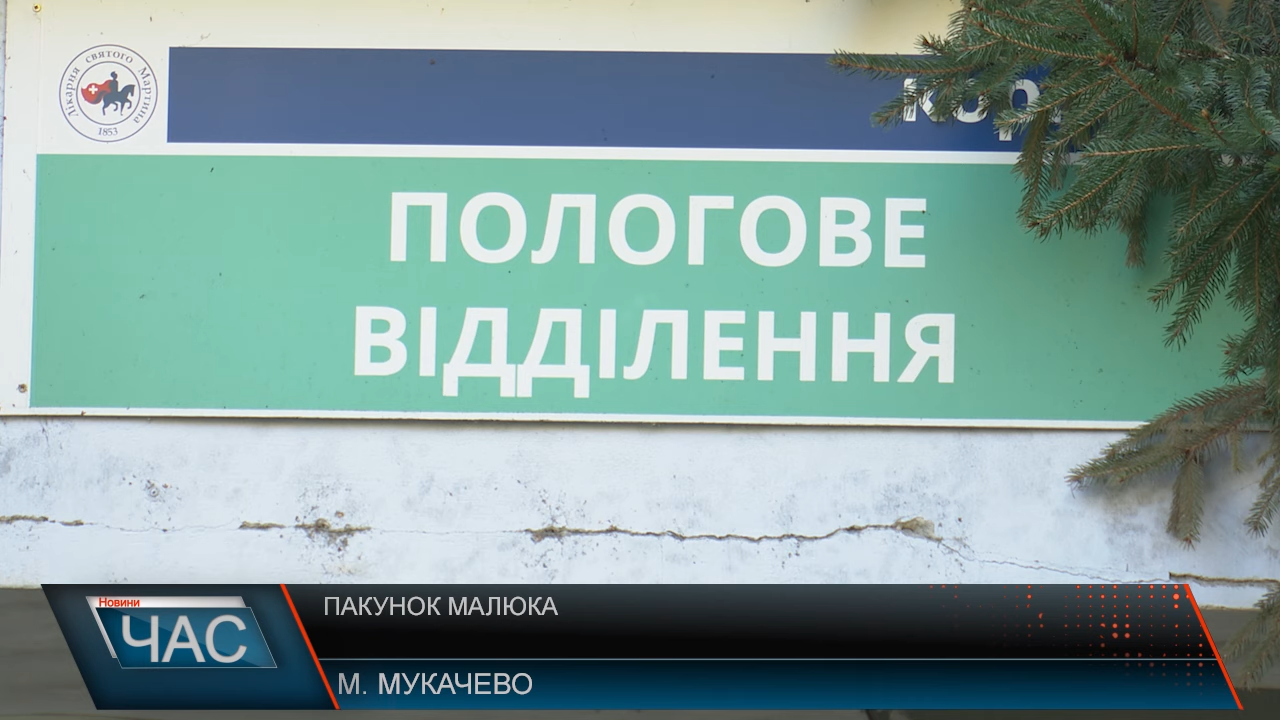 Лікарня святого Мартина
1853
ПОЛОГОВЕ
ВІДДІЛЕННЯ
ПАКУНОК МАЛЮКА
Новини
ЧАС
М. МУКАЧЕВО